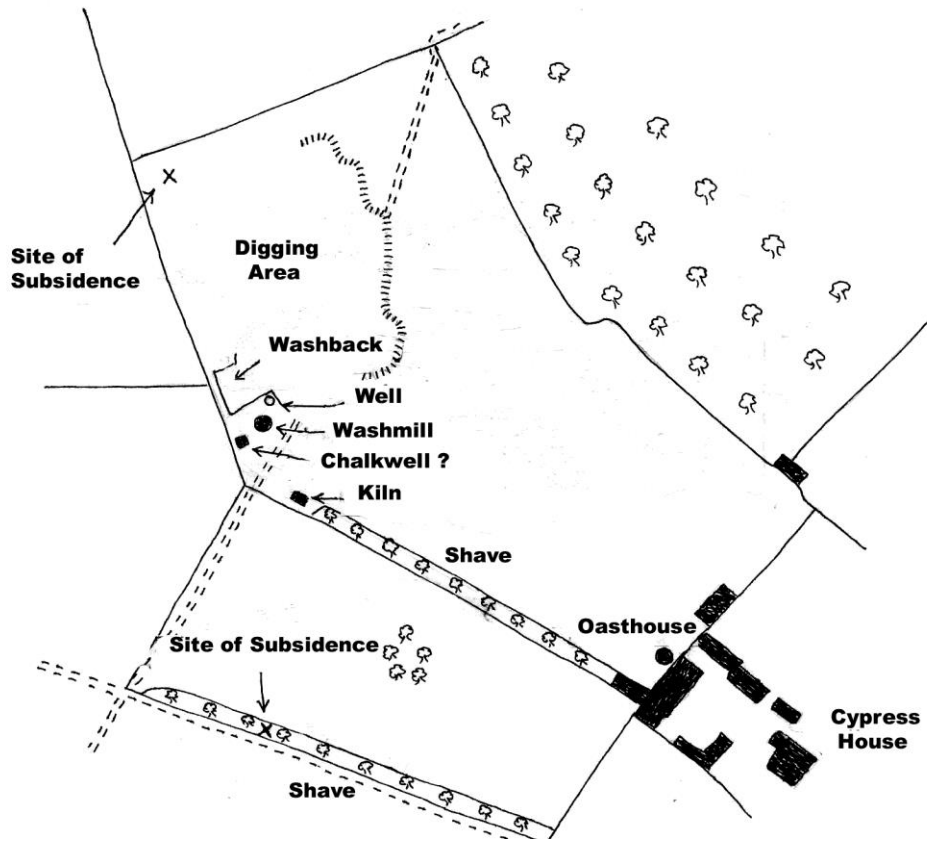 Site of
Subsidence
Digging
Area
Washback
Well
Washmill
Chalkwell ?
Kiln
Shave
Oasthouse
Site of Subsidence
Cypress
House
Shave